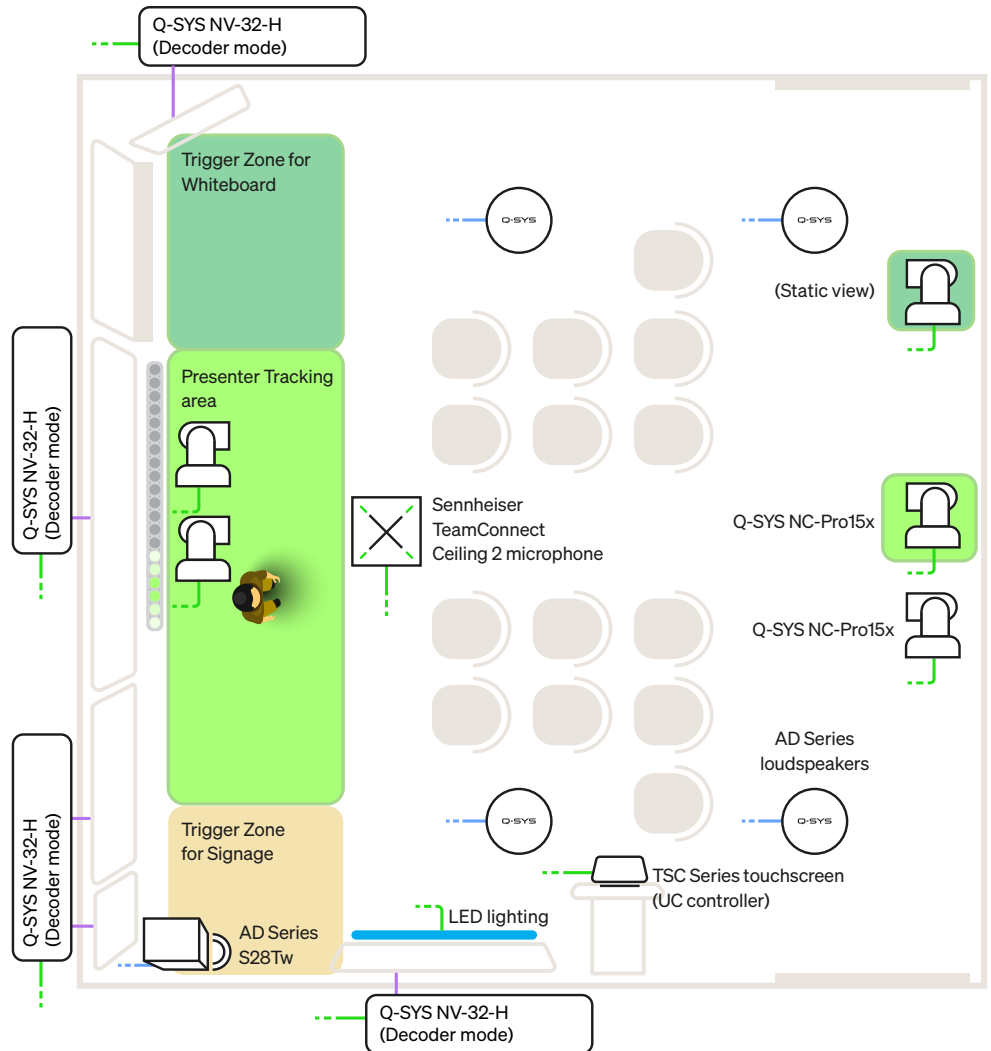 Q-SYS NV-32-H
(Decoder mode)
Trigger Zone for
Whiteboard
Q-SYS
Q-SYS
(Static view)
Q-SYS NV-32-H
(Decoder mode)
Presenter Tracking
area
Sennheiser
TeamConnect
Ceiling 2 microphone
Q-SYS NC-Pro15x
Q-SYS NC-Pro15x
AD Series
loudspeakers
Q-SYS NV-32-H
(Decoder mode)
Trigger Zone
for Signage
Q-SYS
Q-SYS
TSC Series touchscreen
(UC controller)
LED lighting
AD Series
S28Tw
Q-SYS NV-32-H
(Decoder mode)